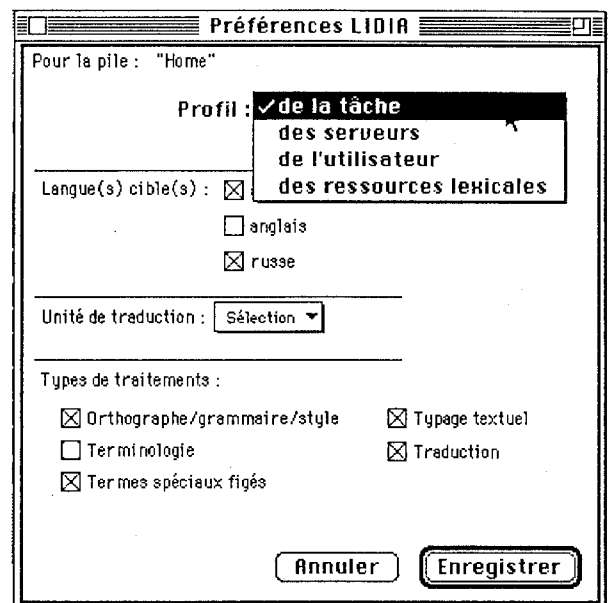 Préférences LIDIA
Pour la pile : "Home"
Profil : ✓de la tâche
des serveurs
de l'utilisateur
des ressources lexicales
Langue(s) cible(s) :
anglais
russe
Unité de traduction : Sélection
Types de traitements :
Orthographe/grammaire/style Typage textuel
Terminologie Traduction
Termes spéciaux figés
Annuler Enregistrer